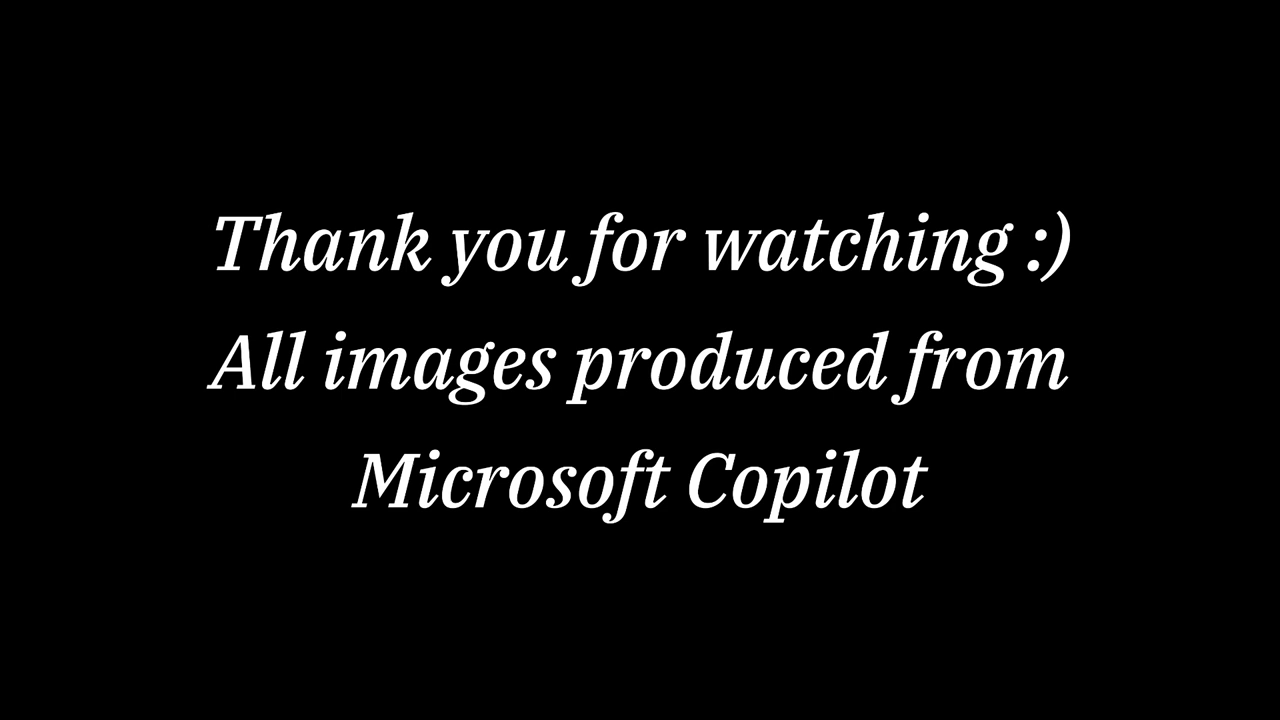 Thank you for watching :)
All images produced from
Microsoft Copilot